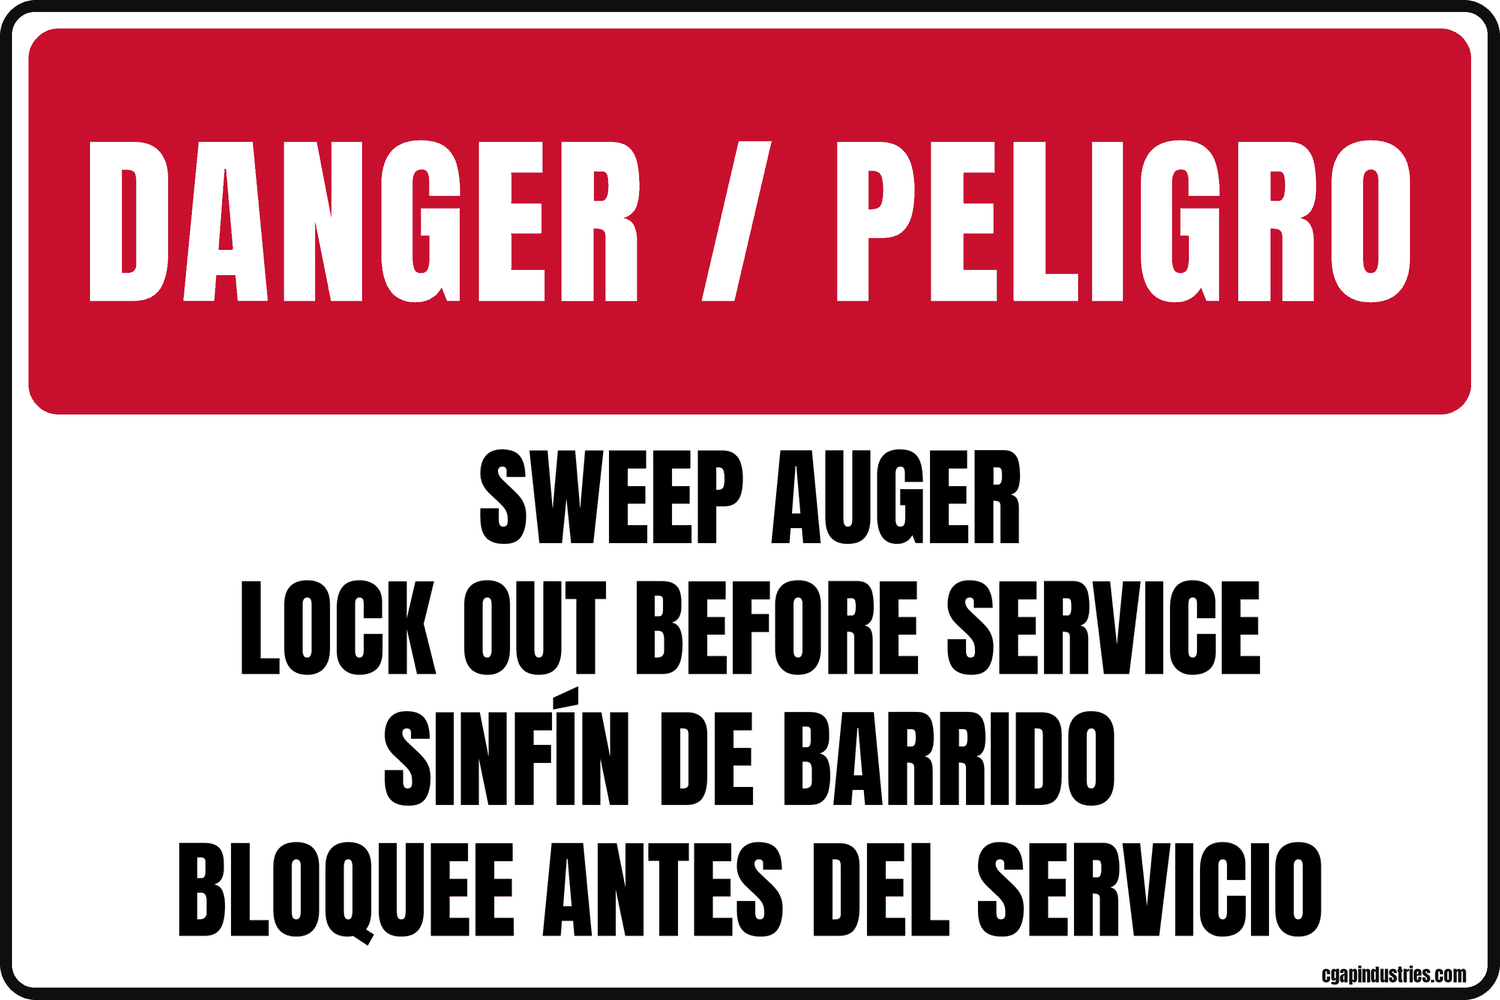 DANGER / PELIGRO
SWEEP AUGER
LOCK OUT BEFORE SERVICE
SINFÍN DE BARRIDO
BLOQUEE ANTES DEL SERVICIO
cgapindustries.com